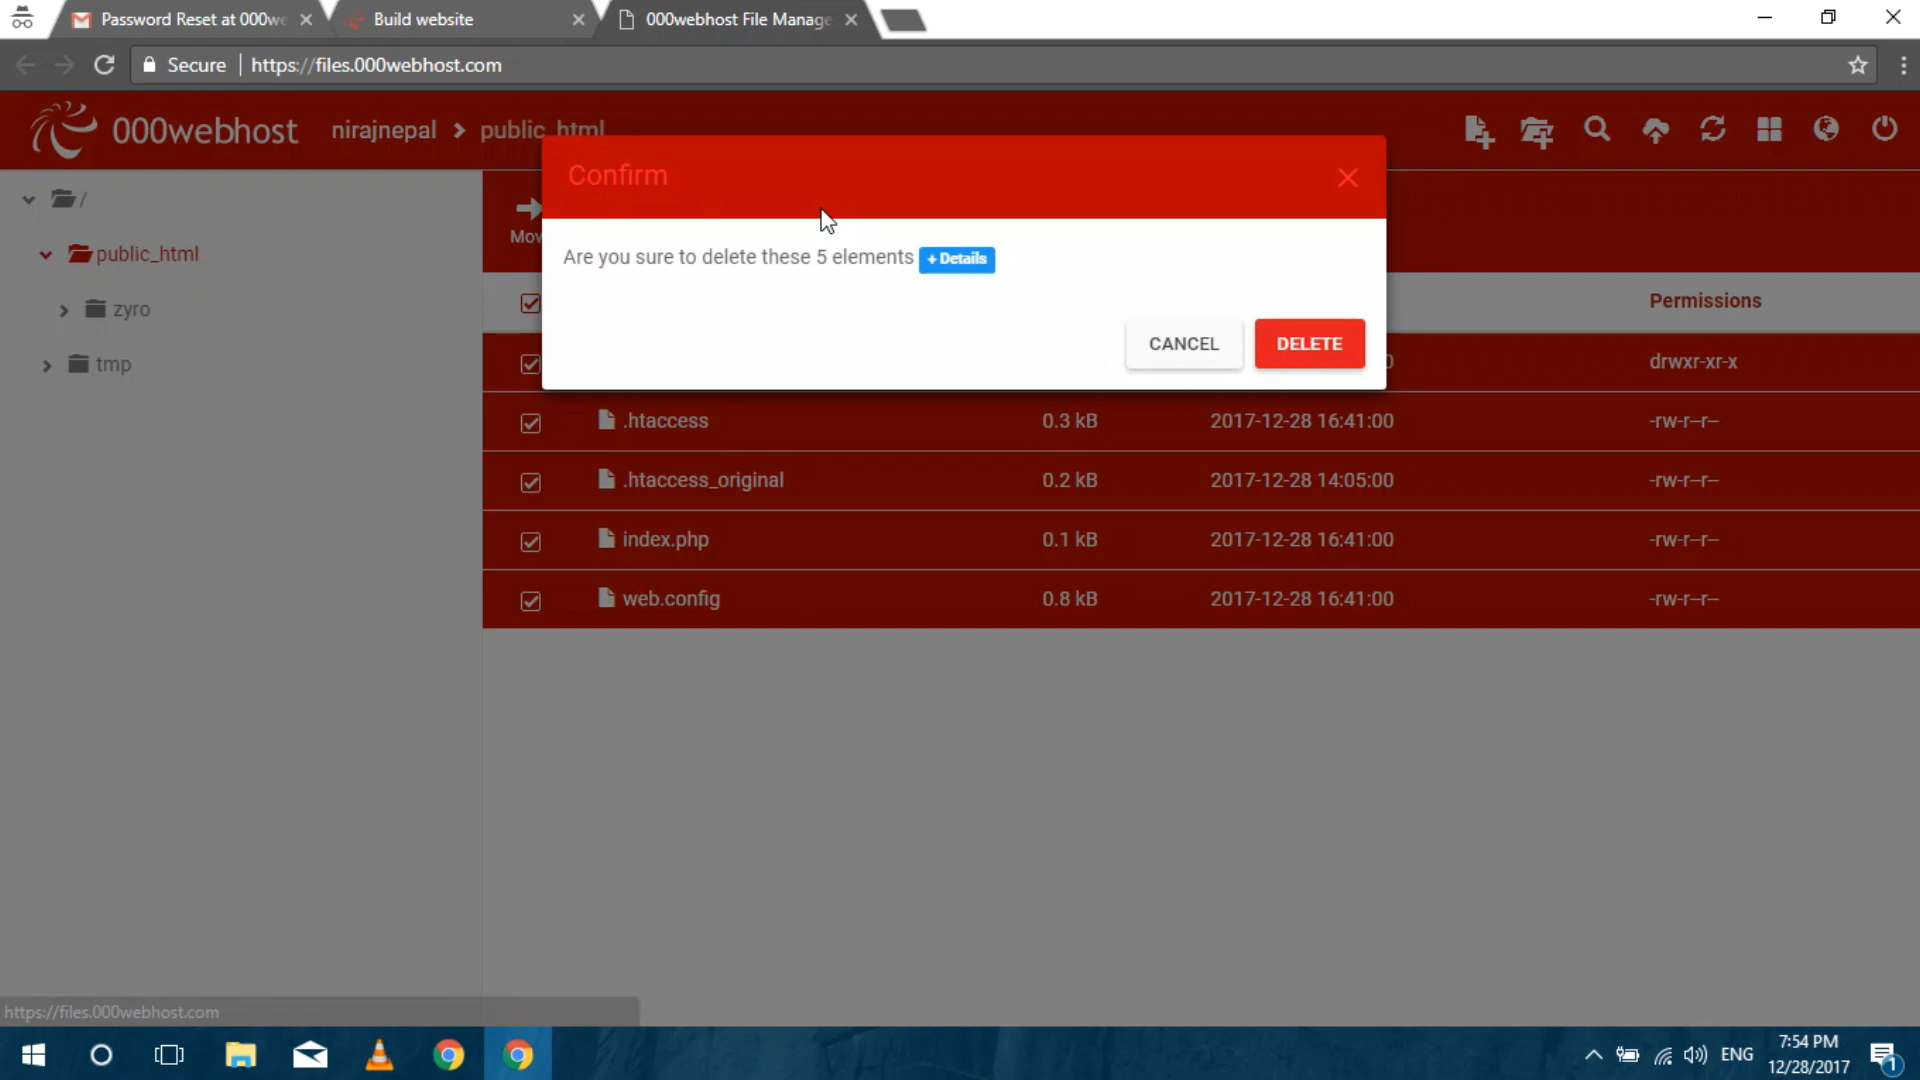 Password Reset at 000we
Build website
000webhost File Manage
Secure
https://files.000webhost.com
000webhost
nirajnepal
public_html
Confirm
/
Mov
Are you sure to delete these 5 elements
+ Details
public_html
Permissions
zyro
CANCEL
DELETE
tmp
0
drwxr-xr-x
.htaccess 0.3 kB 2017-12-28 16:41:00 -rw-r--r--
.htaccess_original 0.2 kB 2017-12-28 14:05:00 -rw-r--r--
index.php 0.1 kB 2017-12-28 16:41:00 -rw-r--r--
web.config 0.8 kB 2017-12-28 16:41:00 -rw-r--r--
https://files.000webhost.com
ENG
7:54 PM
12/28/2017
1